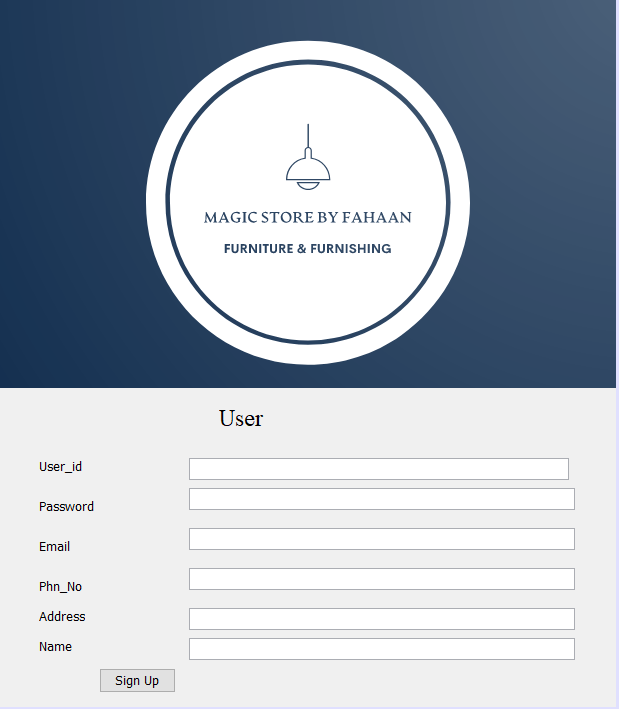 MAGIC STORE BY FAHAAN
FURNITURE & FURNISHING
User
User_id
Password
Email
Phn_No
Address
Name
Sign Up